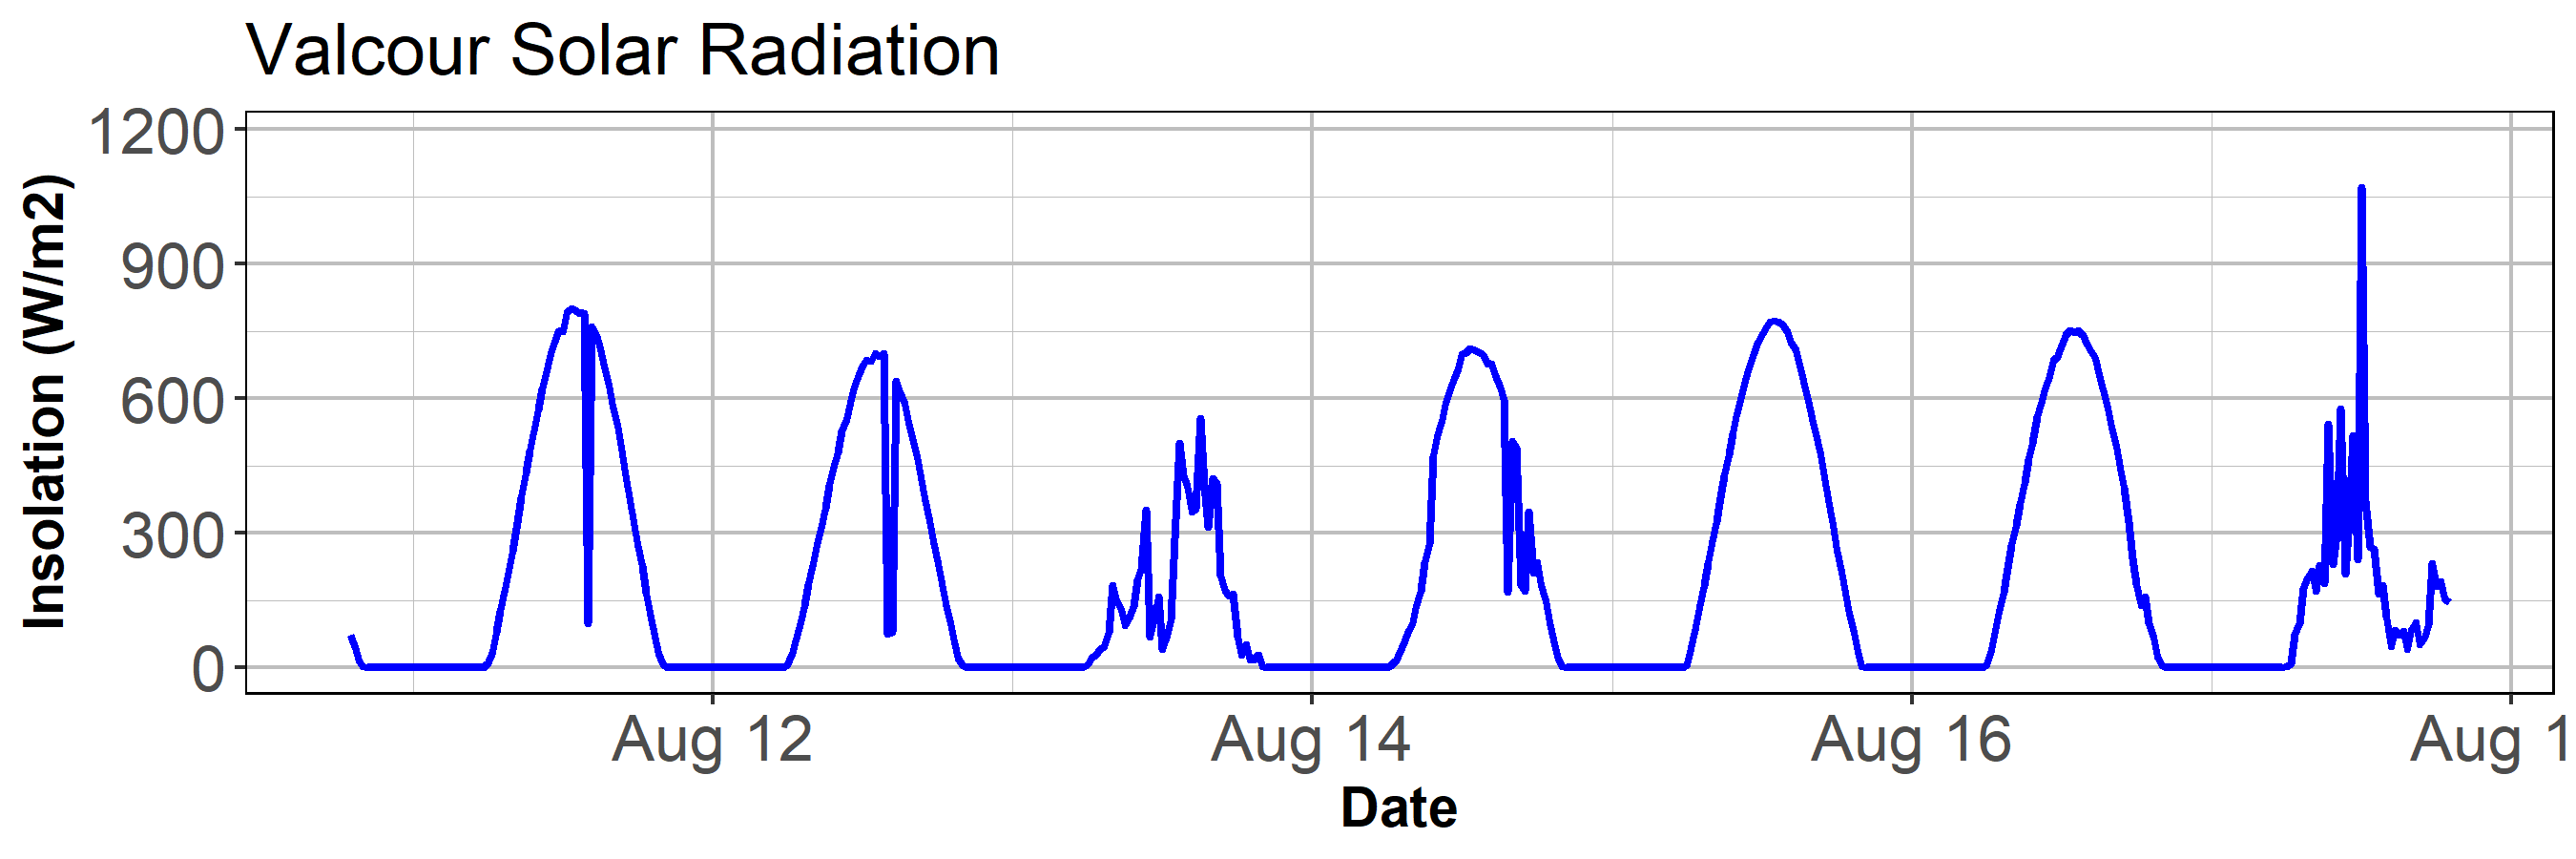 Valcour Solar Radiation
1200
900
600
300
0
Insolation (W/m2)
Aug 12
Aug 14
Aug 16
Aug 1
Date